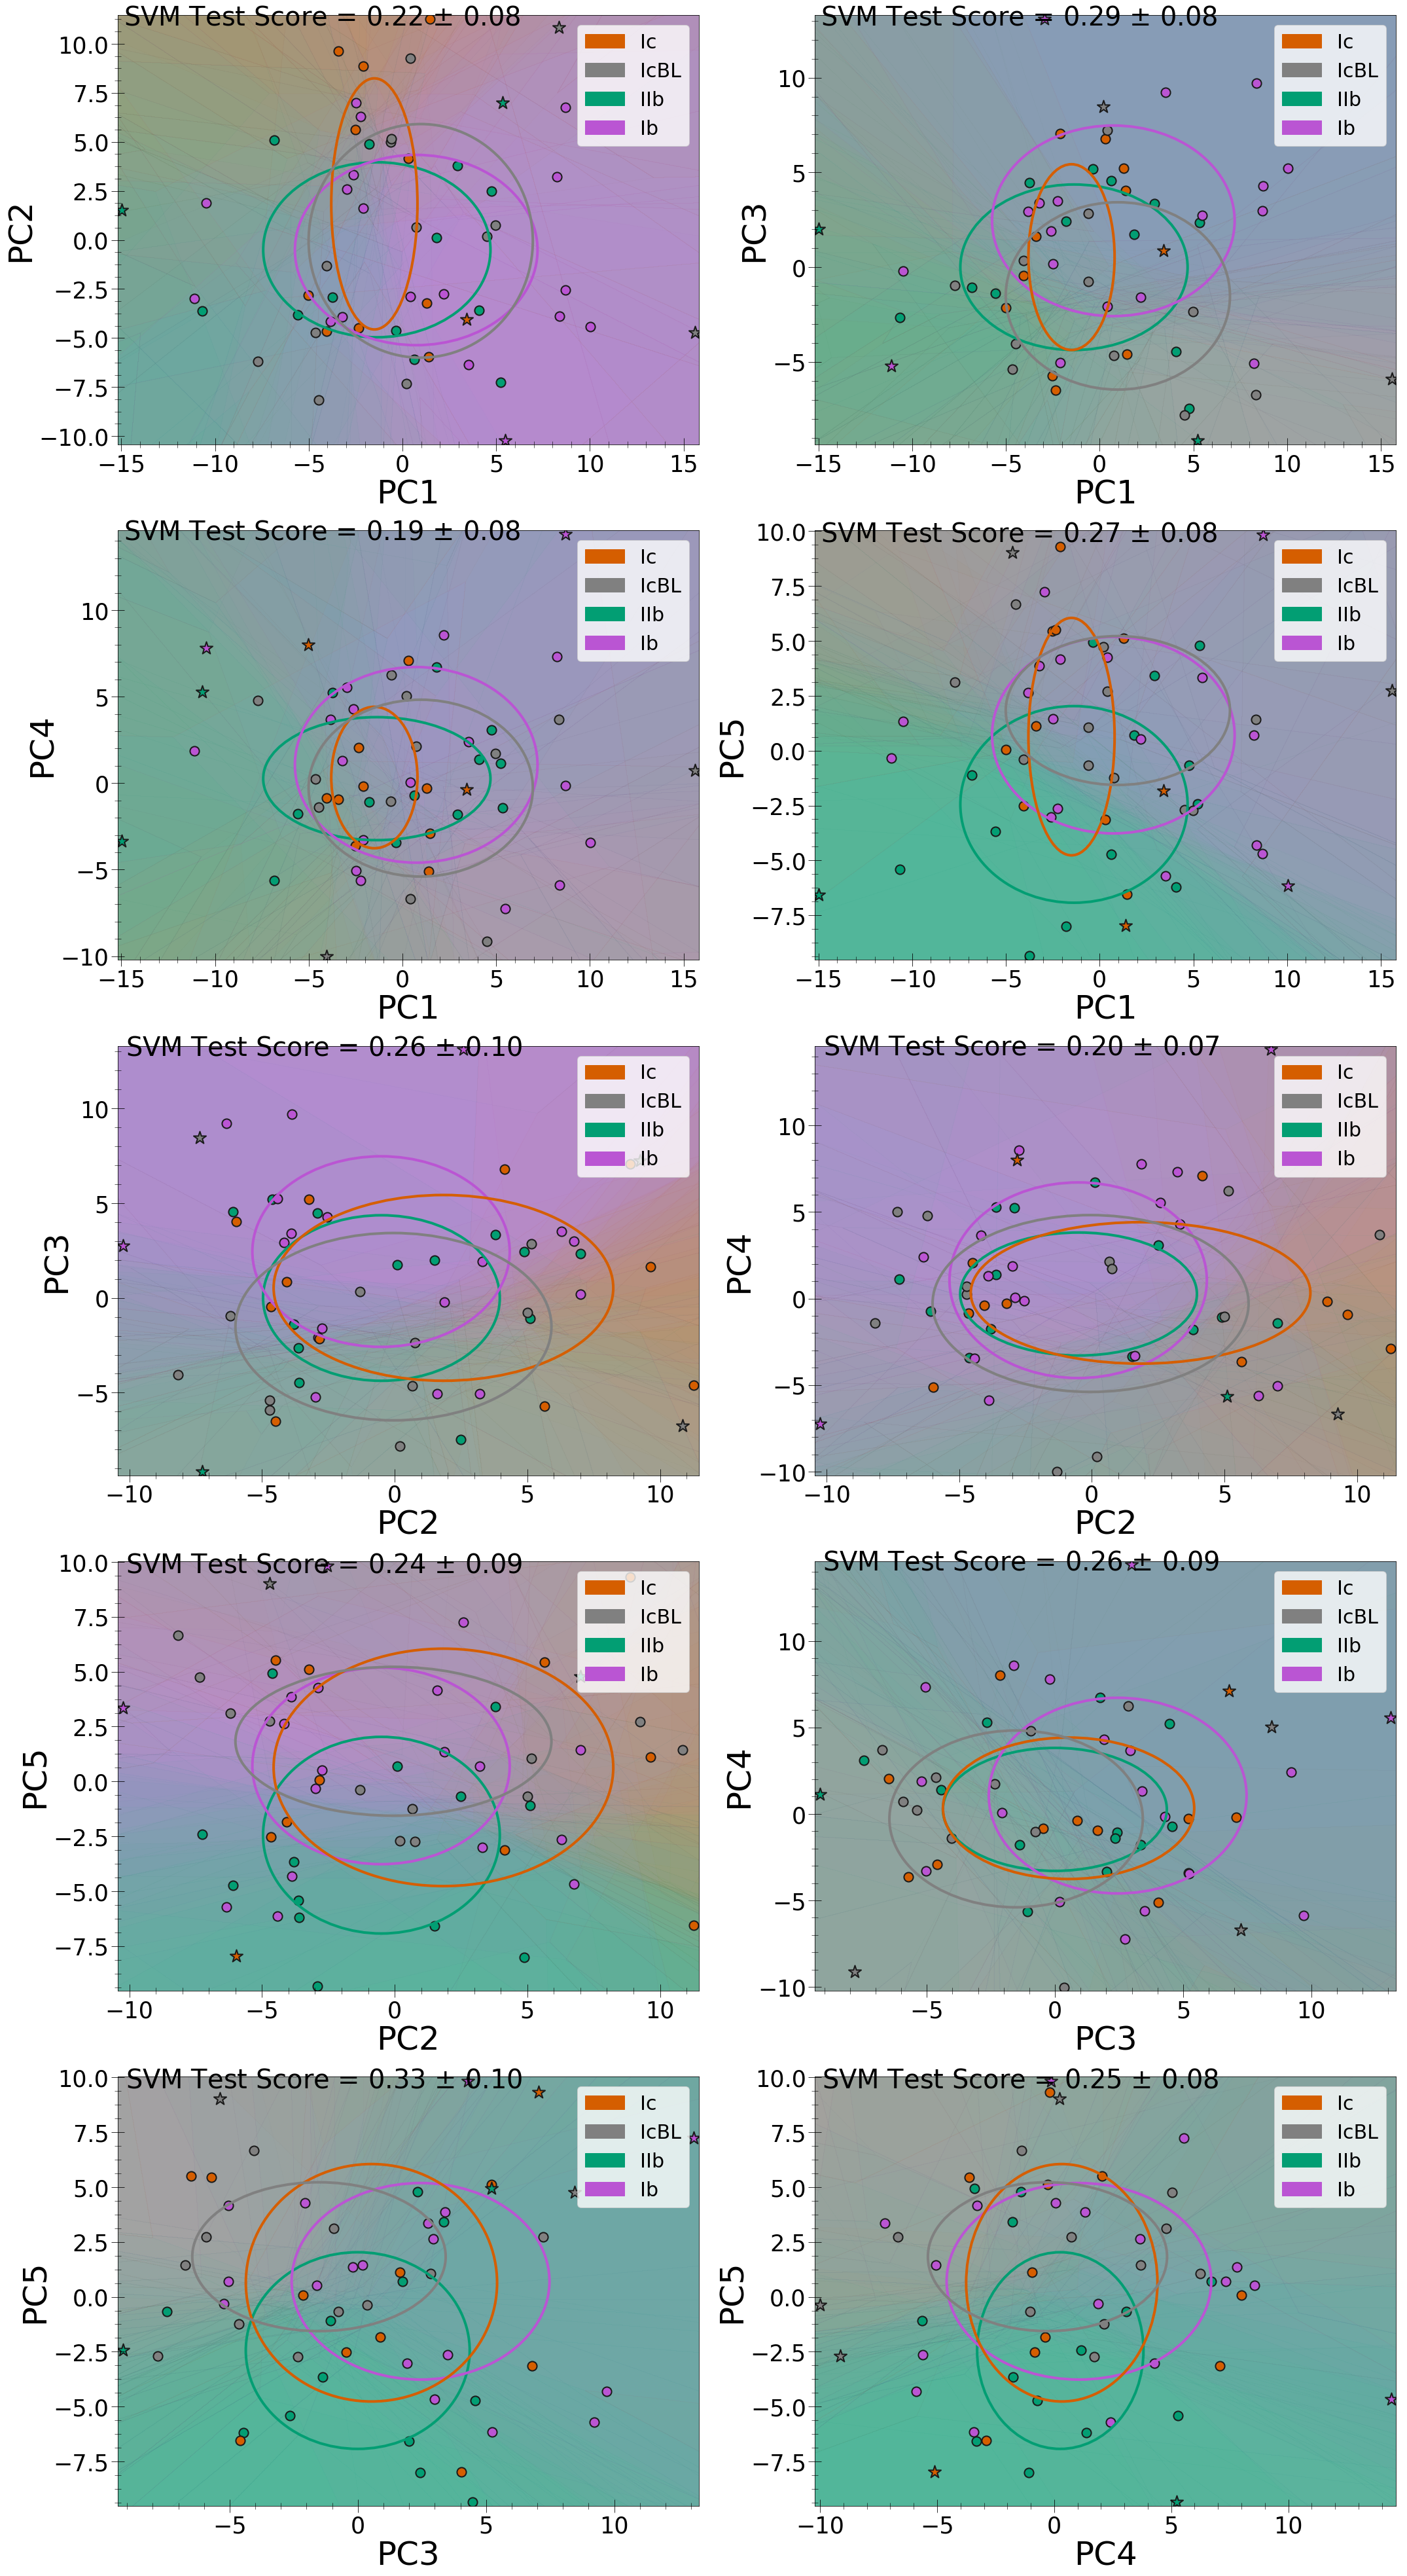 SVM Test Score = 0.22 ± 0.08
Ic
IcBL
IIb
Ib
10.0
7.5
5.0
2.5
0.0
−2.5
−5.0
−7.5
−10.0
PC2
−15 −10 −5 0 5 10 15
PC1
SVM Test Score = 0.29 ± 0.08
Ic
IcBL
IIb
Ib
10
5
0
−5
PC3
−15 −10 −5 0 5 10 15
PC1
SVM Test Score = 0.19 ± 0.08
Ic
IcBL
IIb
Ib
10
5
0
−5
−10
PC4
−15 −10 −5 0 5 10 15
PC1
SVM Test Score = 0.27 ± 0.08
Ic
IcBL
IIb
Ib
10.0
7.5
5.0
2.5
0.0
−2.5
−5.0
−7.5
PC5
−15 −10 −5 0 5 10 15
PC1
SVM Test Score = 0.26 ± 0.10
Ic
IcBL
IIb
Ib
10
5
0
−5
PC3
−10 −5 0 5 10
PC2
SVM Test Score = 0.20 ± 0.07
Ic
IcBL
IIb
Ib
10
5
0
−5
−10
PC4
−10 −5 0 5 10
PC2
SVM Test Score = 0.24 ± 0.09
Ic
IcBL
IIb
Ib
10.0
7.5
5.0
2.5
0.0
−2.5
−5.0
−7.5
PC5
−10 −5 0 5 10
PC2
SVM Test Score = 0.26 ± 0.09
Ic
IcBL
IIb
Ib
10
5
0
−5
−10
PC4
−5 0 5 10
PC3
SVM Test Score = 0.33 ± 0.10
Ic
IcBL
IIb
Ib
10.0
7.5
5.0
2.5
0.0
−2.5
−5.0
−7.5
PC5
−5 0 5 10
PC3
SVM Test Score = 0.25 ± 0.08
Ic
IcBL
IIb
Ib
10.0
7.5
5.0
2.5
0.0
−2.5
−5.0
−7.5
PC5
−10 −5 0 5 10
PC4